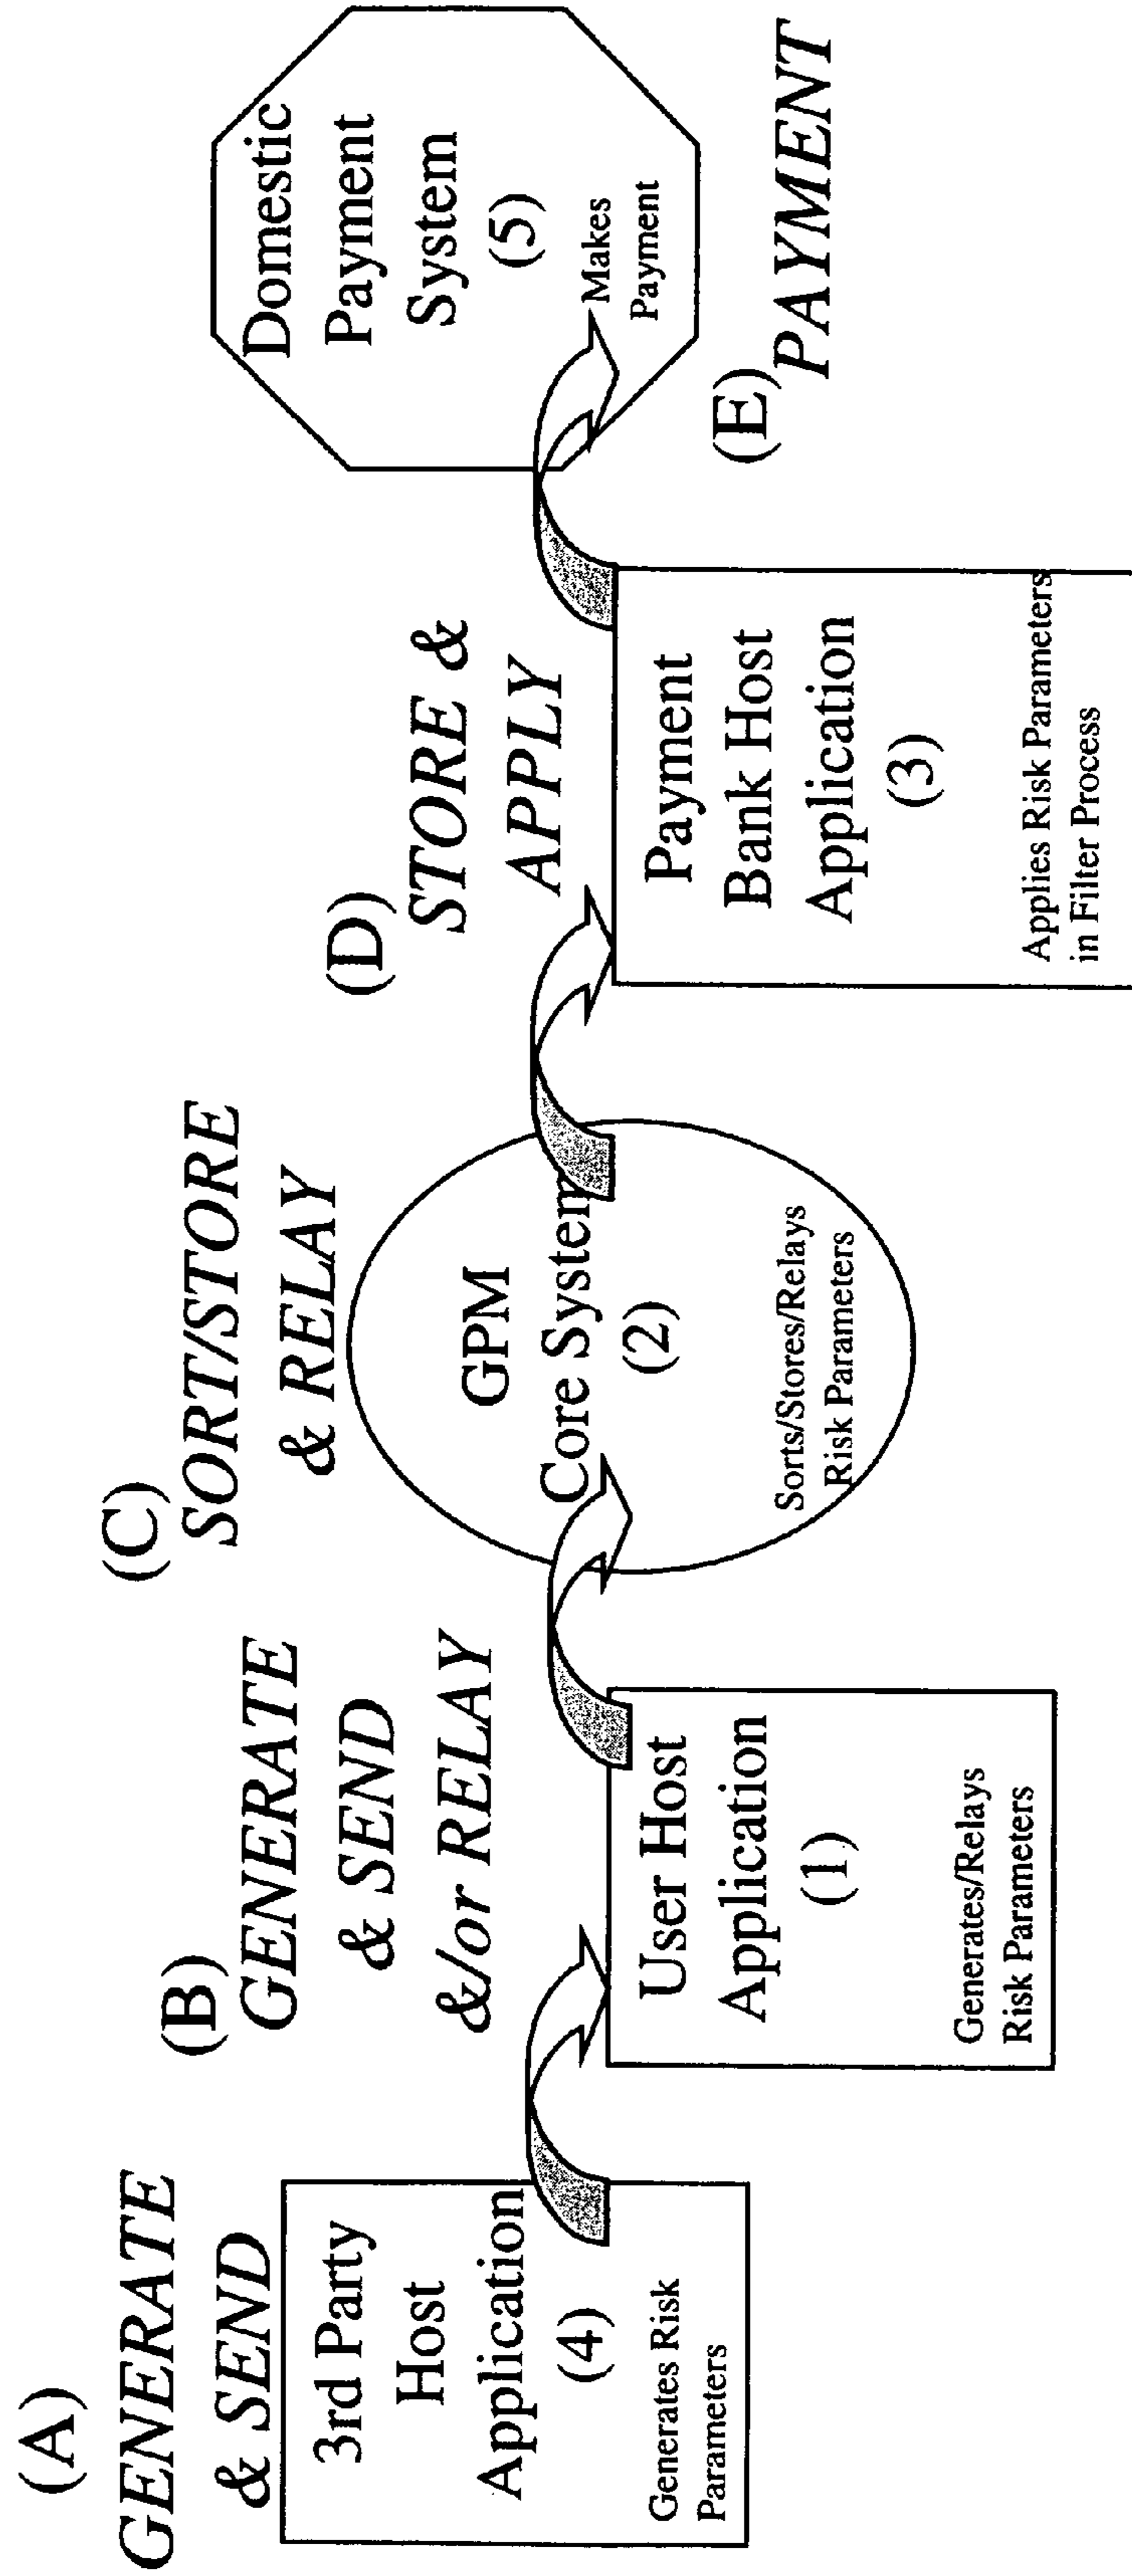 (A)
GENERATE
& SEND
3rd Party
Host
Application
(4)
Generates Risk
Parameters
(B)
GENERATE
& SEND
&/or RELAY
User Host
Application
(1)
Generates/Relays
Risk Parameters
(C)
SORT/STORE
& RELAY
GPM
Core System
(2)
Sorts/Stores/Relays
Risk Parameters
(D)
STORE &
APPLY
Payment
Bank Host
Application
(3)
Applies Risk Parameters
in Filter Process
Domestic
Payment
System
(5)
Makes
Payment
(E)
PAYMENT